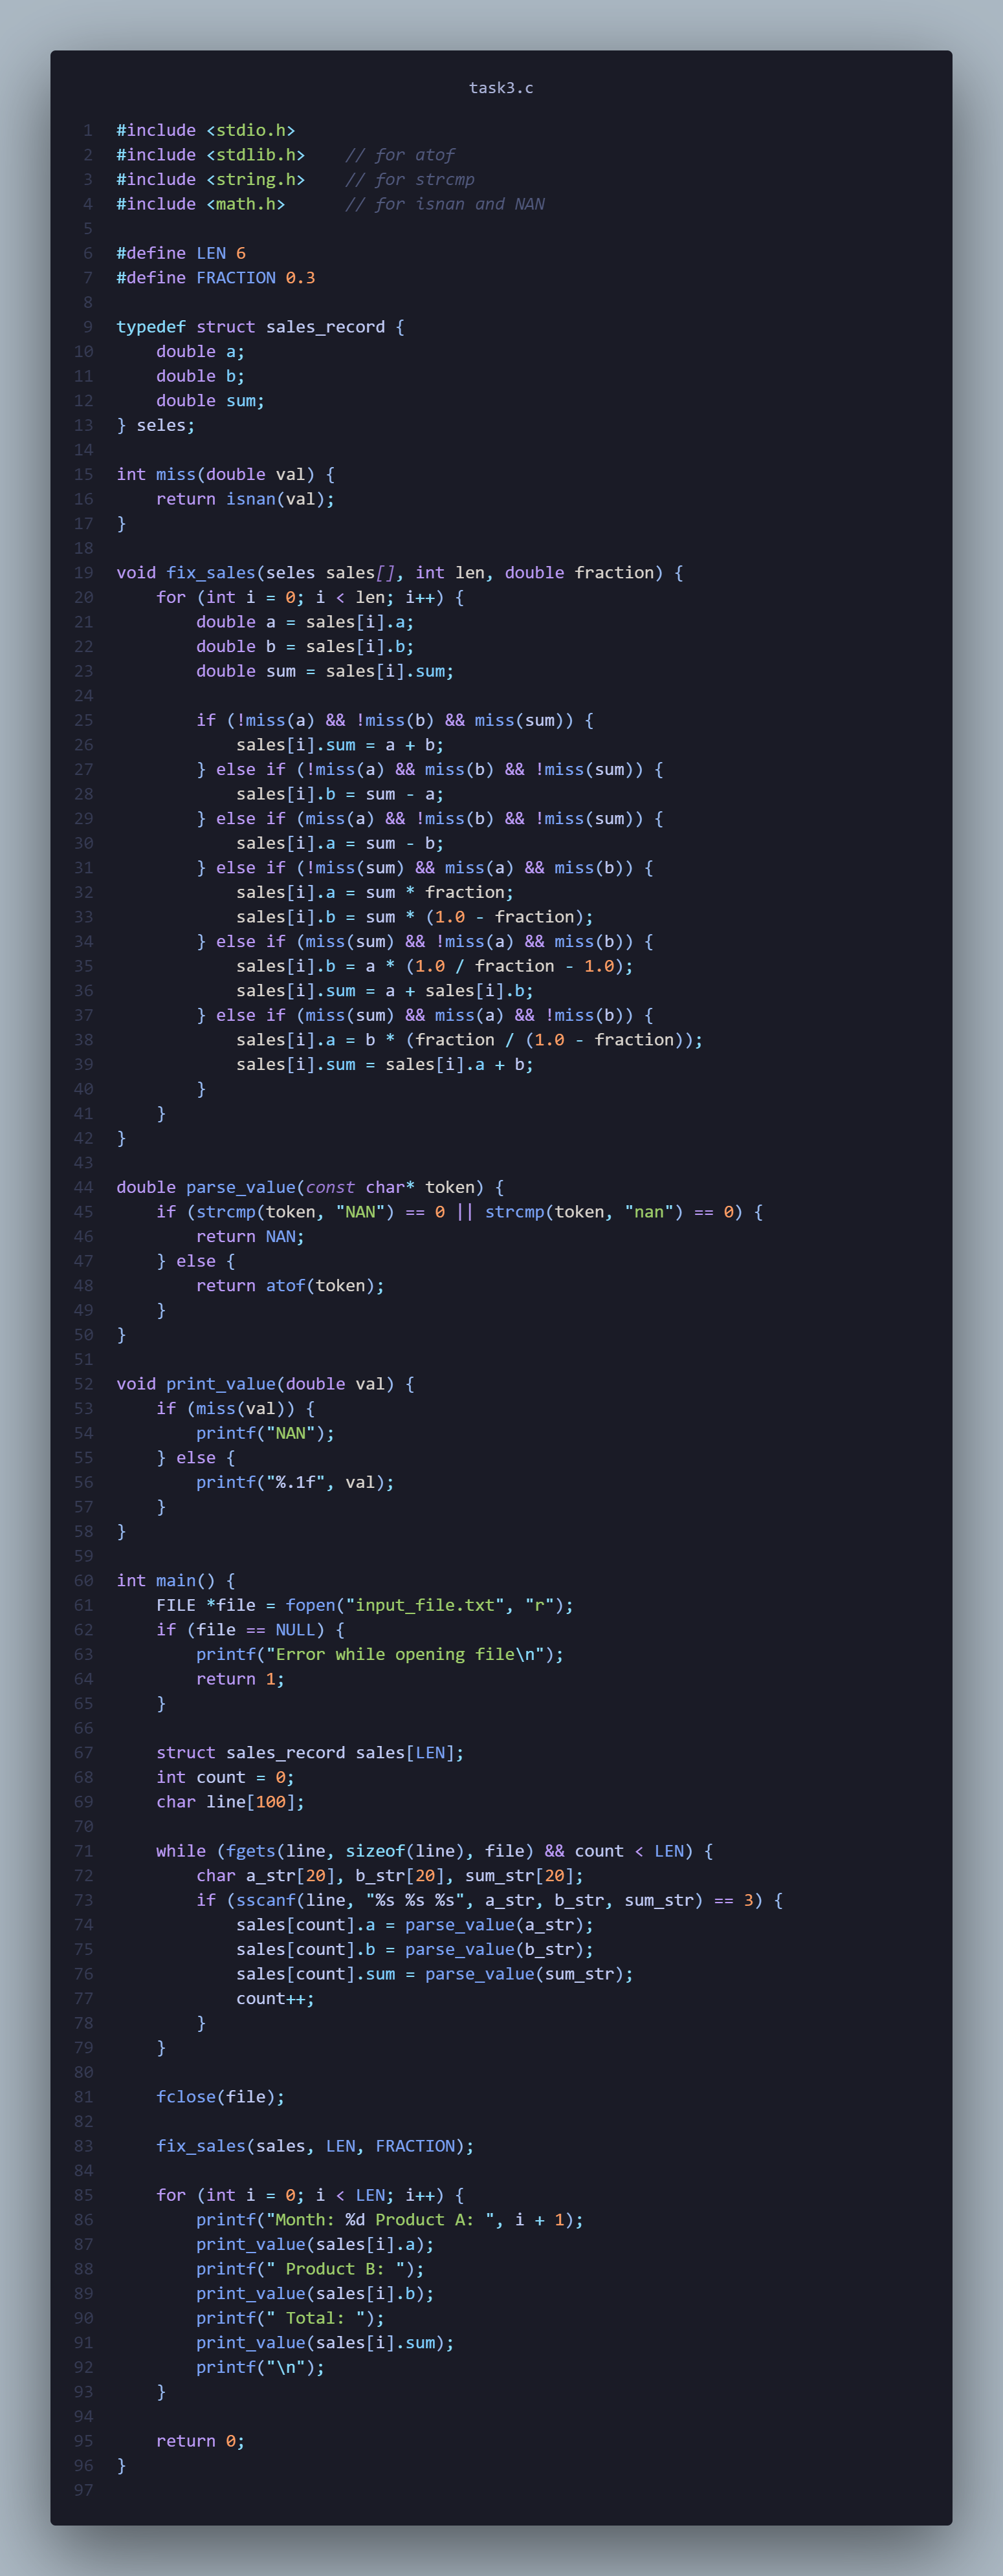 task3.c
1 #include <stdio.h>
2 #include <stdlib.h>    // for atof
3 #include <string.h>    // for strcmp
4 #include <math.h>      // for isnan and NAN
5
6 #define LEN 6
7 #define FRACTION 0.3
8
9 typedef struct sales_record {
10     double a;
11     double b;
12     double sum;
13 } seles;
14
15 int miss(double val) {
16     return isnan(val);
17 }
18
19 void fix_sales(seles sales[], int len, double fraction) {
20     for (int i = 0; i < len; i++) {
21         double a = sales[i].a;
22         double b = sales[i].b;
23         double sum = sales[i].sum;
24
25         if (!miss(a) && !miss(b) && miss(sum)) {
26             sales[i].sum = a + b;
27         } else if (!miss(a) && miss(b) && !miss(sum)) {
28             sales[i].b = sum - a;
29         } else if (miss(a) && !miss(b) && !miss(sum)) {
30             sales[i].a = sum - b;
31         } else if (!miss(sum) && miss(a) && miss(b)) {
32             sales[i].a = sum * fraction;
33             sales[i].b = sum * (1.0 - fraction);
34         } else if (miss(sum) && !miss(a) && miss(b)) {
35             sales[i].b = a * (1.0 / fraction - 1.0);
36             sales[i].sum = a + sales[i].b;
37         } else if (miss(sum) && miss(a) && !miss(b)) {
38             sales[i].a = b * (fraction / (1.0 - fraction));
39             sales[i].sum = sales[i].a + b;
40         }
41     }
42 }
43
44 double parse_value(const char* token) {
45     if (strcmp(token, "NAN") == 0 || strcmp(token, "nan") == 0) {
46         return NAN;
47     } else {
48         return atof(token);
49     }
50 }
51
52 void print_value(double val) {
53     if (miss(val)) {
54         printf("NAN");
55     } else {
56         printf("%.1f", val);
57     }
58 }
59
60 int main() {
61     FILE *file = fopen("input_file.txt", "r");
62     if (file == NULL) {
63         printf("Error while opening file\n");
64         return 1;
65     }
66
67     struct sales_record sales[LEN];
68     int count = 0;
69     char line[100];
70
71     while (fgets(line, sizeof(line), file) && count < LEN) {
72         char a_str[20], b_str[20], sum_str[20];
73         if (sscanf(line, "%s %s %s", a_str, b_str, sum_str) == 3) {
74             sales[count].a = parse_value(a_str);
75             sales[count].b = parse_value(b_str);
76             sales[count].sum = parse_value(sum_str);
77             count++;
78         }
79     }
80
81     fclose(file);
82
83     fix_sales(sales, LEN, FRACTION);
84
85     for (int i = 0; i < LEN; i++) {
86         printf("Month: %d Product A: ", i + 1);
87         print_value(sales[i].a);
88         printf(" Product B: ");
89         print_value(sales[i].b);
90         printf(" Total: ");
91         print_value(sales[i].sum);
92         printf("\n");
93     }
94
95     return 0;
96 }
97